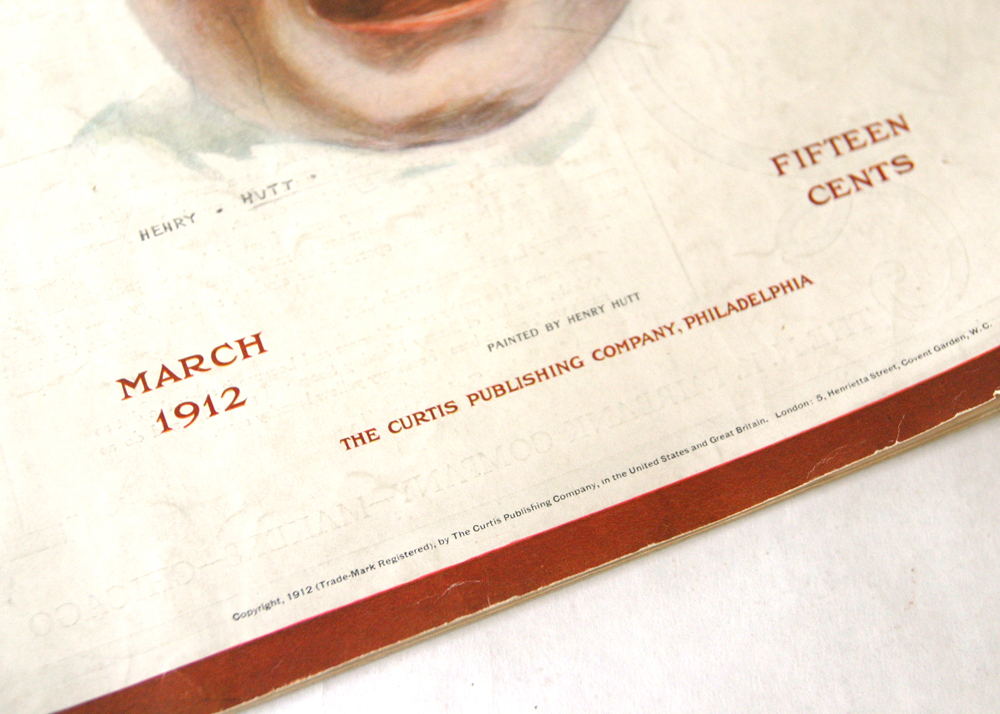 HENRY • HUTT •
FIFTEEN
CENTS
MARCH
1912
PAINTED BY HENRY HUTT
THE CURTIS PUBLISHING COMPANY, PHILADELPHIA
Copyright, 1912 (Trade-Mark Registered), by The Curtis Publishing Company, in the United States and Great Britain. London: 5, Henrietta Street, Covent Garden, W.C.